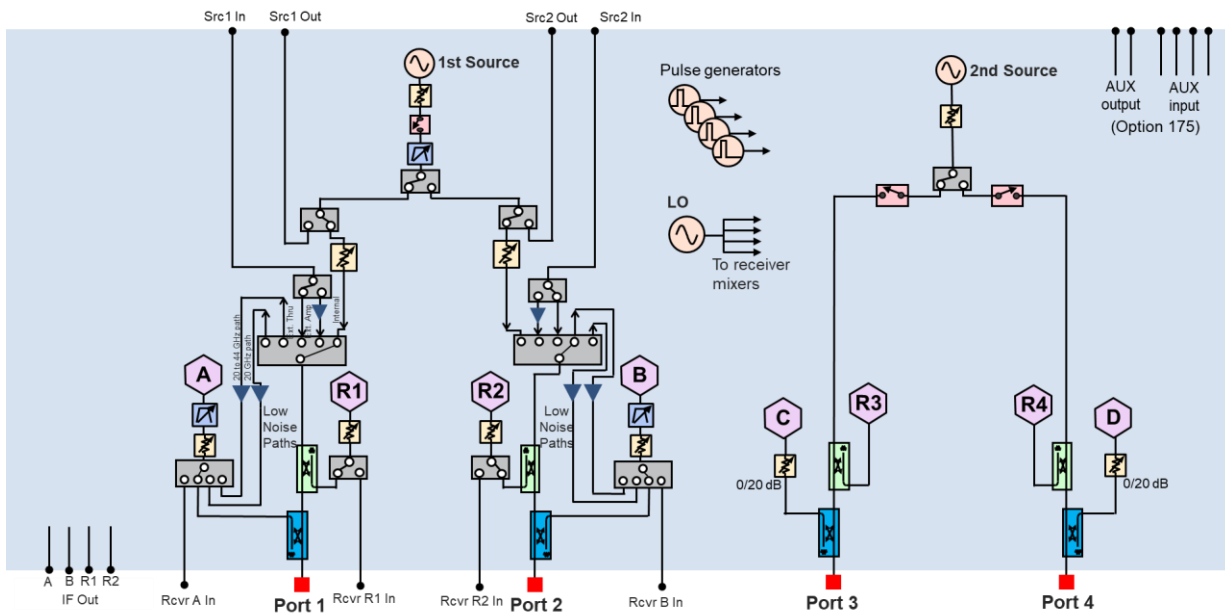 Src1 In
Src1 Out
Src2 Out
Src2 In
1st Source
Pulse generators
2nd Source
AUX
output
AUX
input
(Option 175)
LO
To receiver
mixers
Ext. Thru
Ext. Amp
Internal
20 to 44 GHz path
20 GHz path
A
R1
R2
B
C
R3
R4
D
Low
Noise
Paths
Low Noise
Paths
0/20 dB
0/20 dB
A
B
R1
R2
IF Out
Rcvr A In
Port 1
Rcvr R1 In
Rcvr R2 In
Port 2
Rcvr B In
Port 3
Port 4